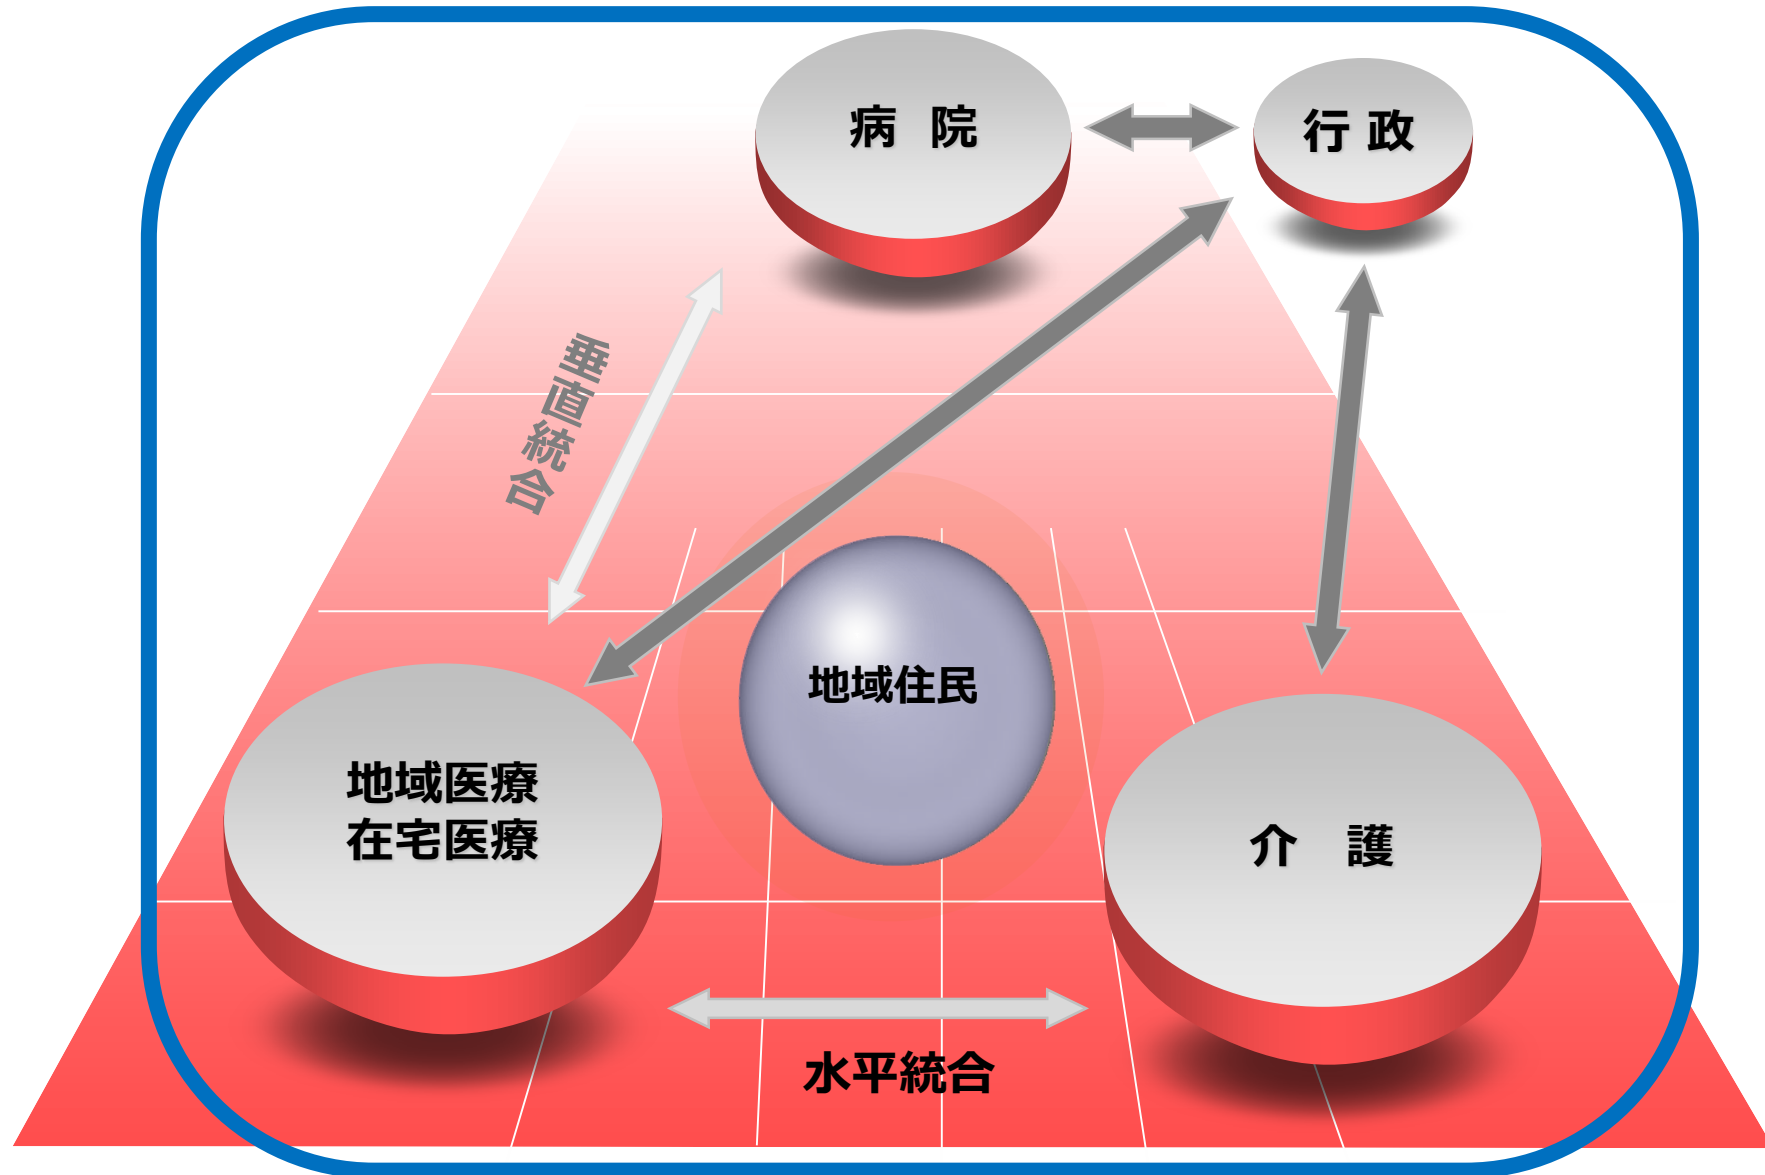 病 院
行 政
垂直統合
地域住民
地域医療
在宅医療
介 護
水平統合